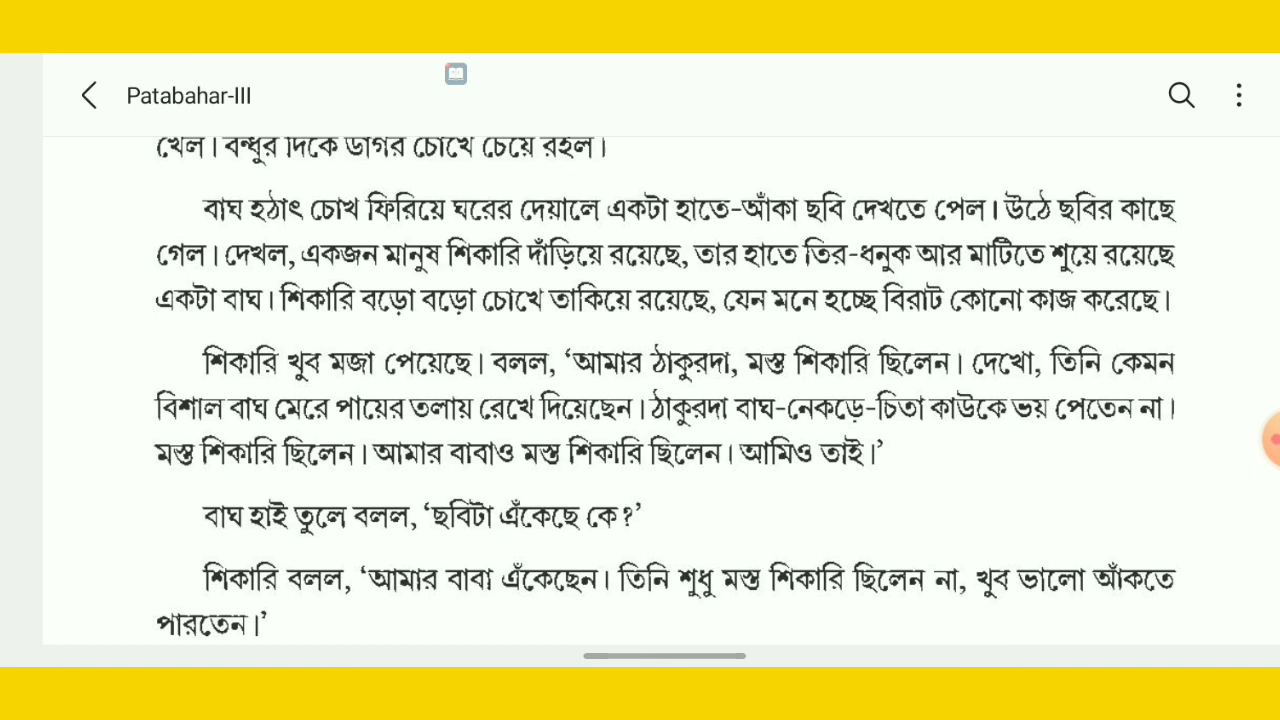 Patabahar-III
খেল। বন্ধুর দিকে ডাগর চোখে চেয়ে রইল।
বাঘ হঠাৎ চোখ ফিরিয়ে ঘরের দেয়ালে একটা হাতে-আঁকা ছবি দেখতে পেল। উঠে ছবির কাছে
গেল। দেখল, একজন মানুষ শিকারি দাঁড়িয়ে রয়েছে, তার হাতে তির-ধনুক আর মাটিতে শুয়ে রয়েছে
একটা বাঘ। শিকারি বড়ো বড়ো চোখে তাকিয়ে রয়েছে, যেন মনে হচ্ছে বিরাট কোনো কাজ করেছে।
শিকারি খুব মজা পেয়েছে। বলল, ‘আমার ঠাকুরদা, মস্ত শিকারি ছিলেন। দেখো, তিনি কেমন
বিশাল বাঘ মেরে পায়ের তলায় রেখে দিয়েছেন। ঠাকুরদা বাঘ-নেকড়ে-চিতা কাউকে ভয় পেতেন না।
মস্ত শিকারি ছিলেন। আমার বাবাও মস্ত শিকারি ছিলেন। আমিও তাই।’
বাঘ হাই তুলে বলল, ‘ছবিটা এঁকেছে কে?’
শিকারি বলল, ‘আমার বাবা এঁকেছেন। তিনি শুধু মস্ত শিকারি ছিলেন না, খুব ভালো আঁকতে
পারতেন।’